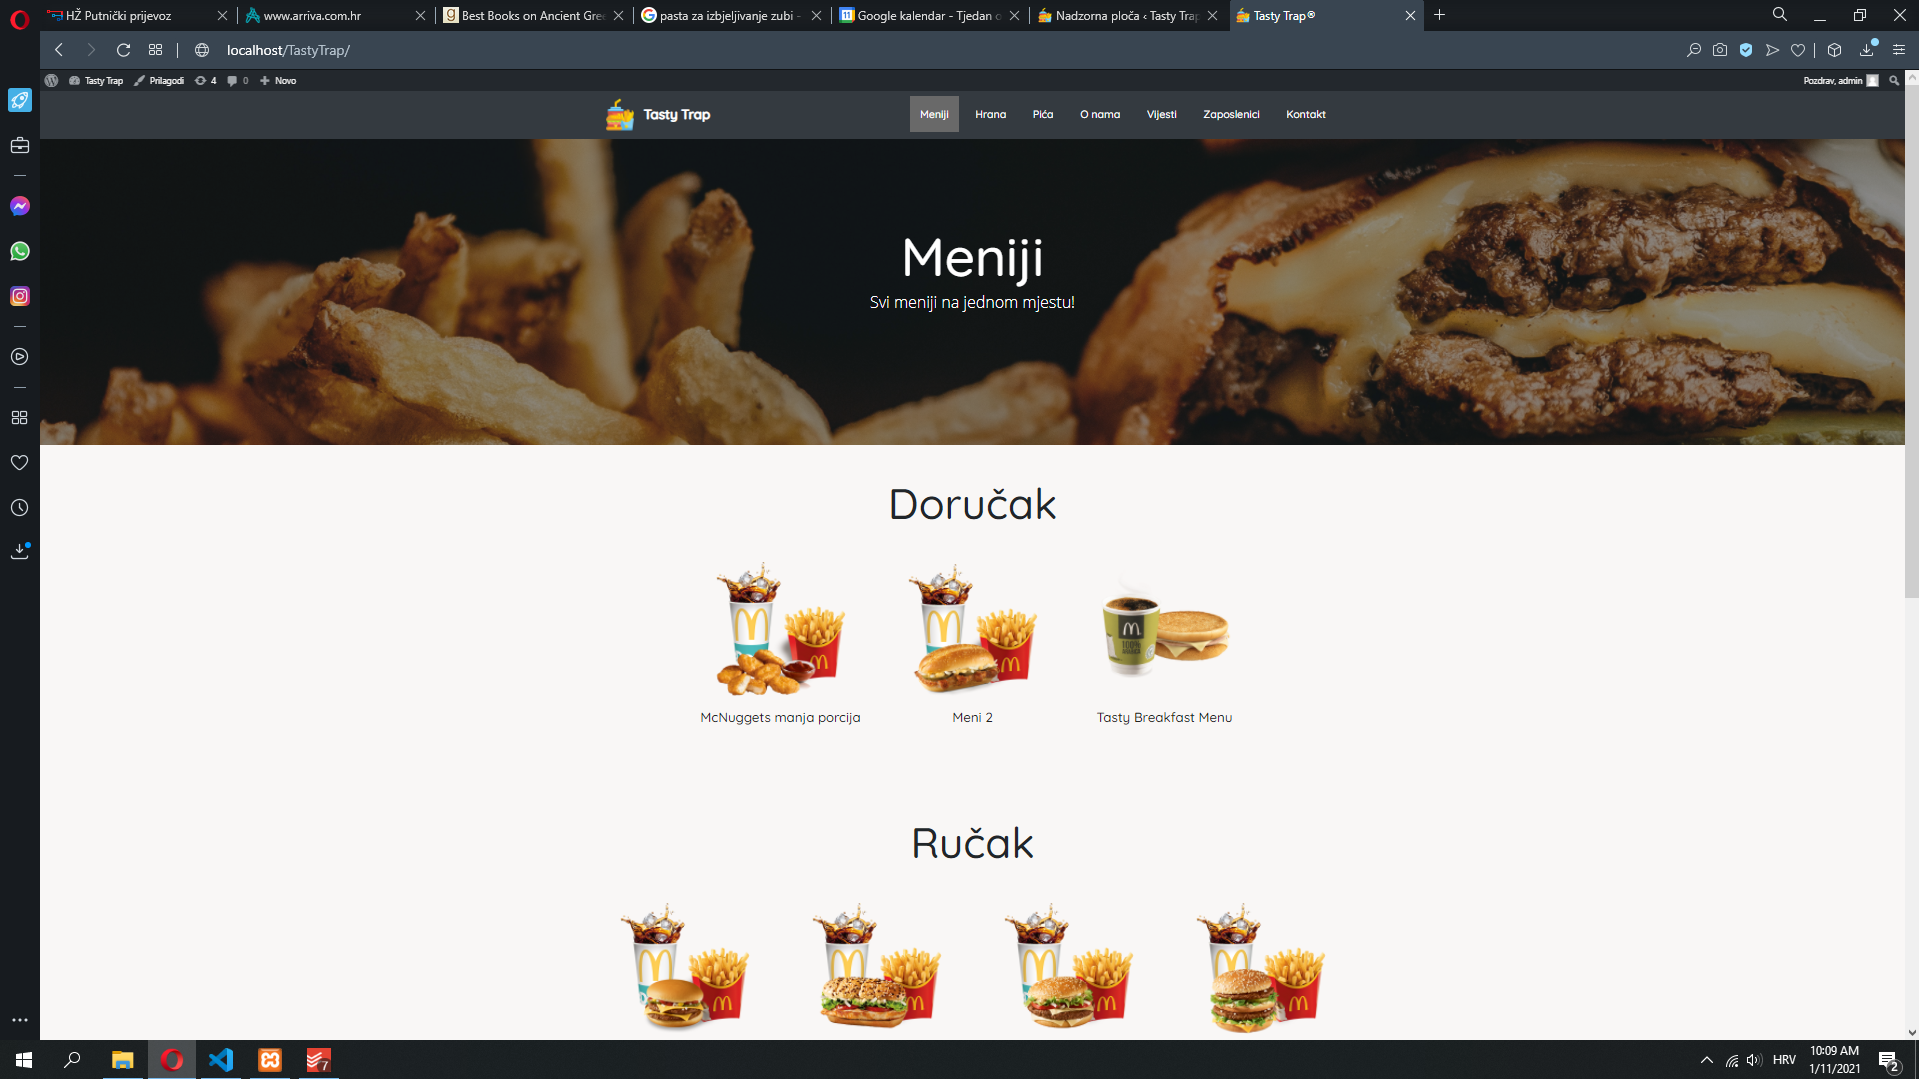 HŽ Putnički prijevoz
www.arriva.com.hr
Best Books on Ancient Gre
pasta za izbjeljivanje zubi -
Google kalendar - Tjedan o
Nadzorna ploča ‹ Tasty Trap
Tasty Trap®
localhost/TastyTrap/
Tasty Trap
Prilagodi
4
0
Novo
Pozdrav, admin
Tasty Trap
Meniji
Hrana
Pića
O nama
Vijesti
Zaposlenici
Kontakt
Meniji
Svi meniji na jednom mjestu!
Doručak
McNuggets manja porcija
Meni 2
Tasty Breakfast Menu
Ručak
7
HRV
10:09 AM
1/11/2021
2